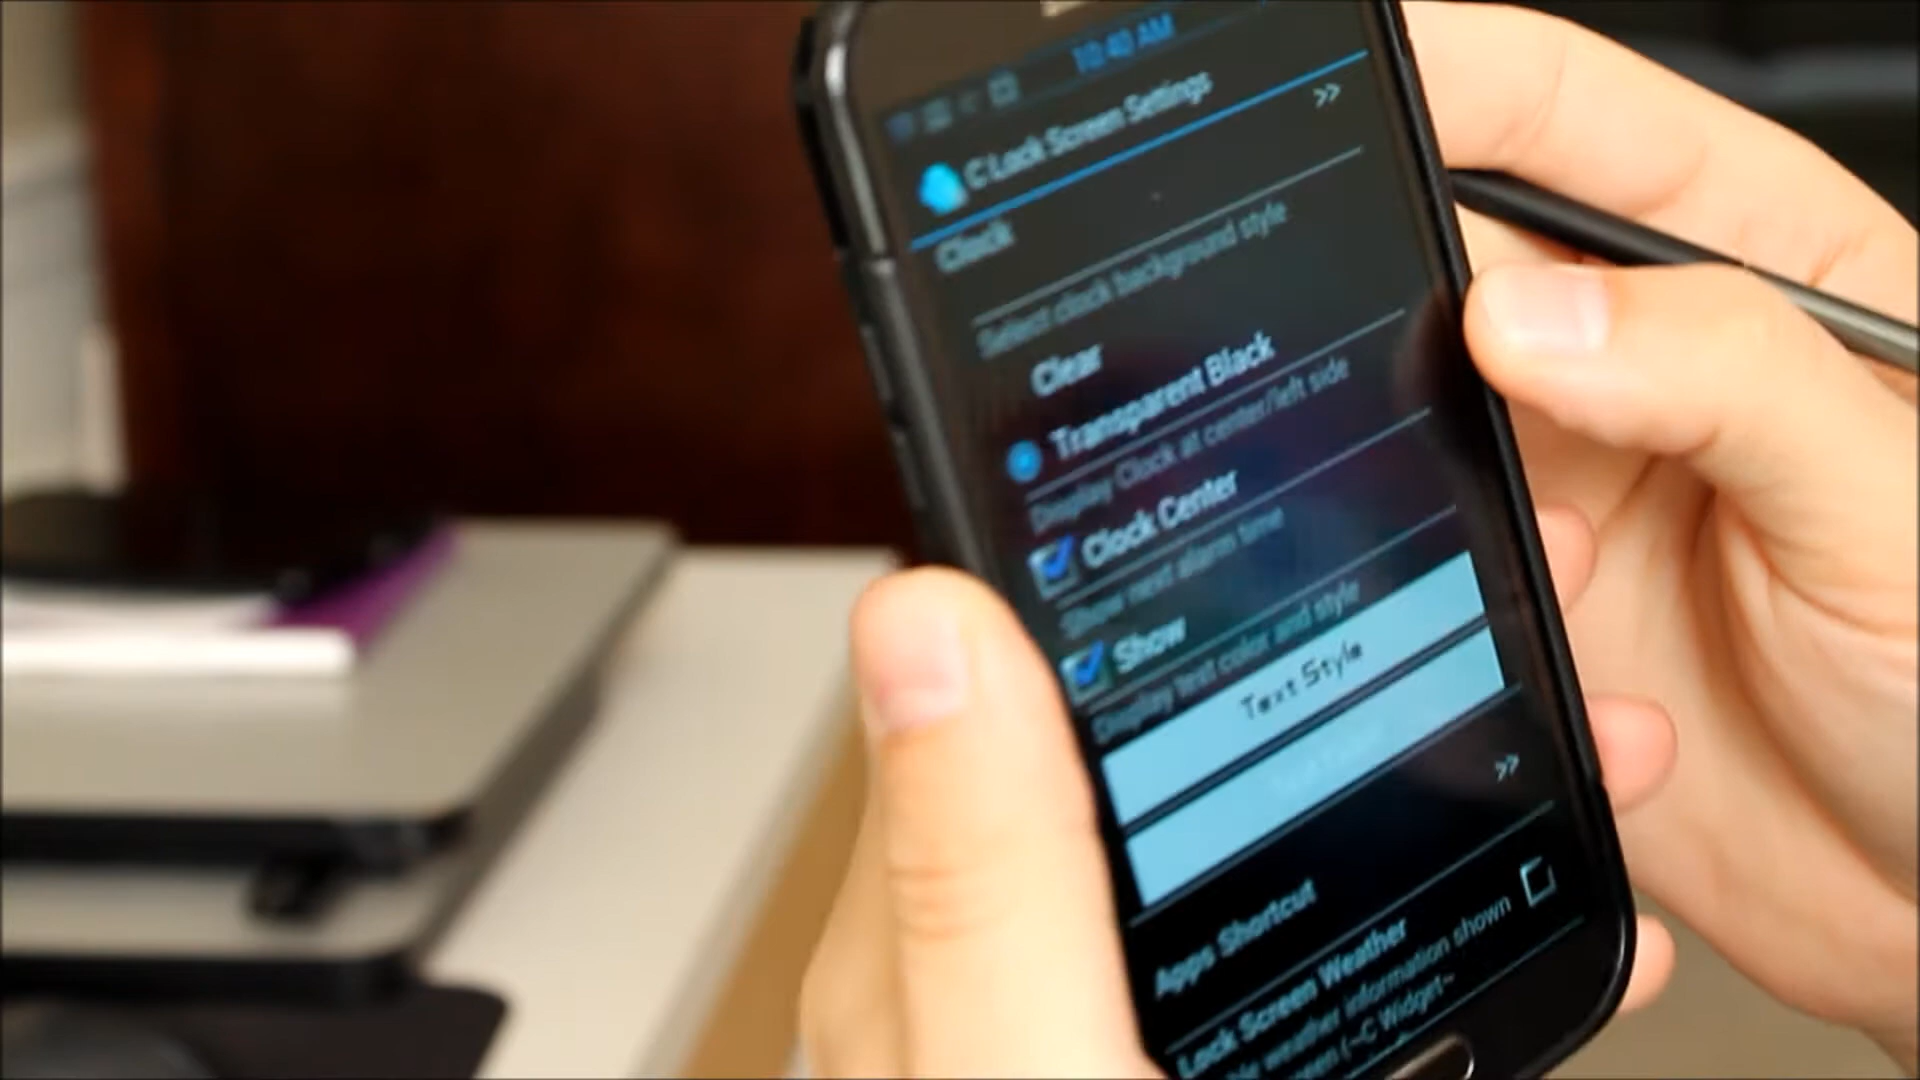 10:40 AM
C Lock Screen Settings
>>
Clock
Select clock background style
Clear
Transparent Black
Display Clock at center/left side
Clock Center
Show next alarm time
Show
Display text color and style
Text Style
>>
Apps Shortcut
Lock Screen Weather
weather information shown
(~C Widget~